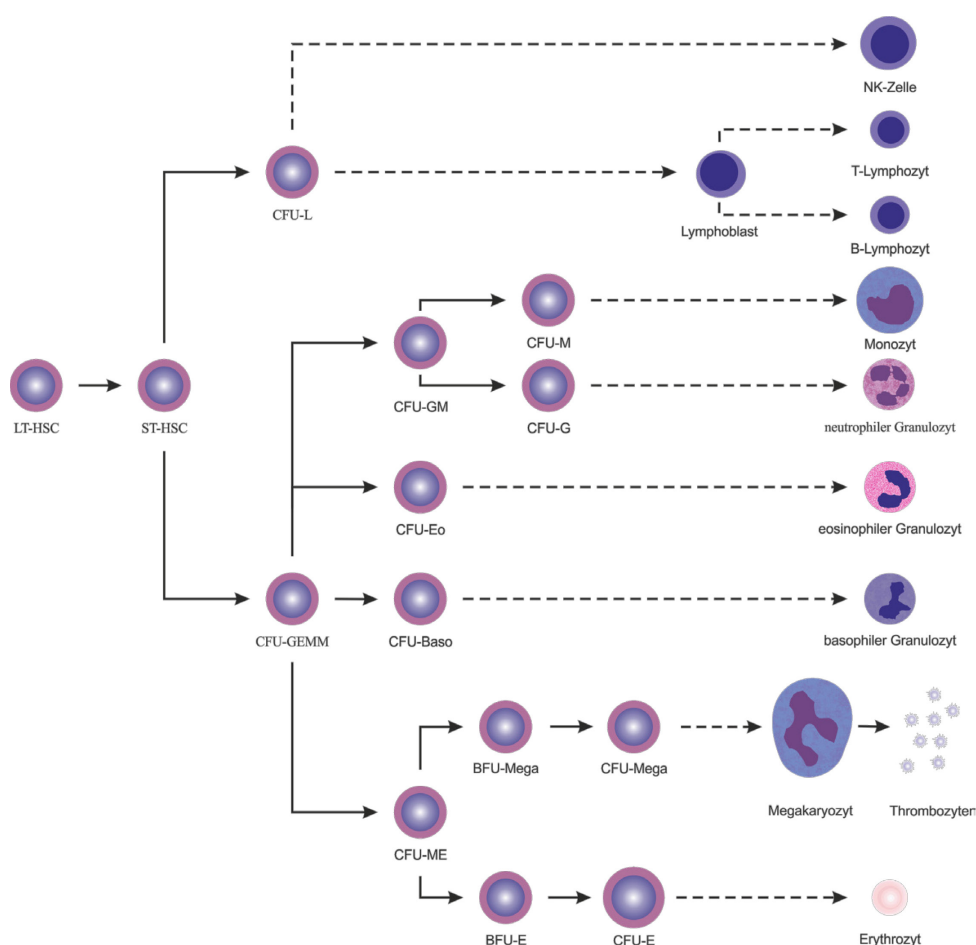 NK-Zelle
T-Lymphozyt
CFU-L
Lymphoblast
B-Lymphozyt
CFU-M
Monozyt
LT-HSC
ST-HSC
CFU-GM
CFU-G
neutrophiler Granulozyt
CFU-Eo
eosinophiler Granulozyt
CFU-GEMM
CFU-Baso
basophiler Granulozyt
BFU-Mega
CFU-Mega
Megakaryozyt
Thrombozyten
CFU-ME
BFU-E
CFU-E
Erythrozyt